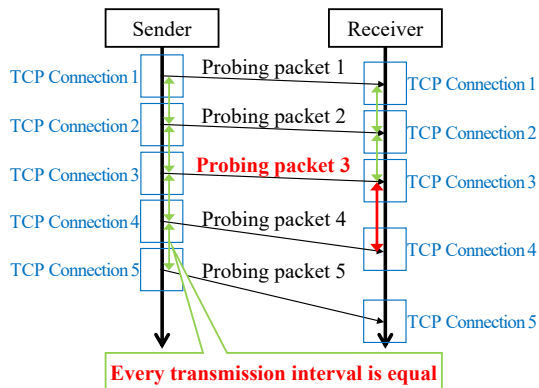 Sender
Receiver
TCP Connection 1
Probing packet 1
TCP Connection 1
TCP Connection 2
Probing packet 2
TCP Connection 2
TCP Connection 3
Probing packet 3
TCP Connection 3
TCP Connection 4
Probing packet 4
TCP Connection 4
TCP Connection 5
Probing packet 5
TCP Connection 5
Every transmission interval is equal